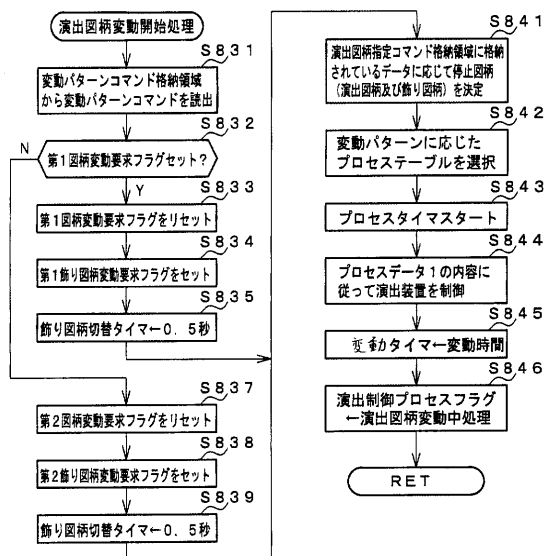 演出図柄変動開始処理
S831
変動パターンコマンド格納領域
から変動パターンコマンドを読出
S832
N
第1図柄変動要求フラグセット?
Y
S833
第1図柄変動要求フラグをリセット
S834
第1飾り図柄変動要求フラグをセット
S835
飾り図柄切替タイマ←0.5秒
S837
第2図柄変動要求フラグをリセット
S838
第2飾り図柄変動要求フラグをセット
S839
飾り図柄切替タイマ←0.5秒
S841
演出図柄指定コマンド格納領域に格納
されているデータに応じて停止図柄
(演出図柄及び飾り図柄)を決定
S842
変動パターンに応じた
プロセステーブルを選択
S843
プロセスタイマスタート
S844
プロセスデータ1の内容に
従って演出装置を制御
S845
変動タイマ←変動時間
S846
演出制御プロセスフラグ
←演出図柄変動中処理
RET